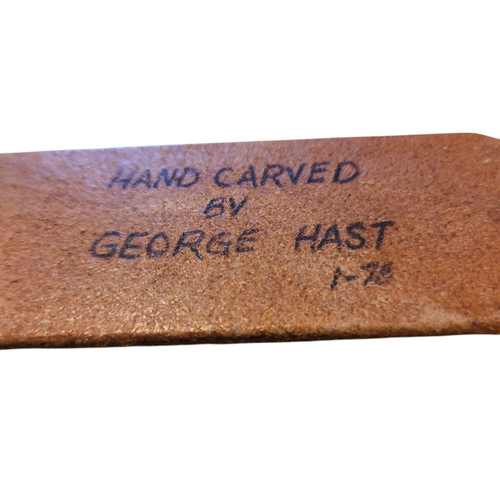 HAND CARVED
BY
GEORGE HAST
1-78